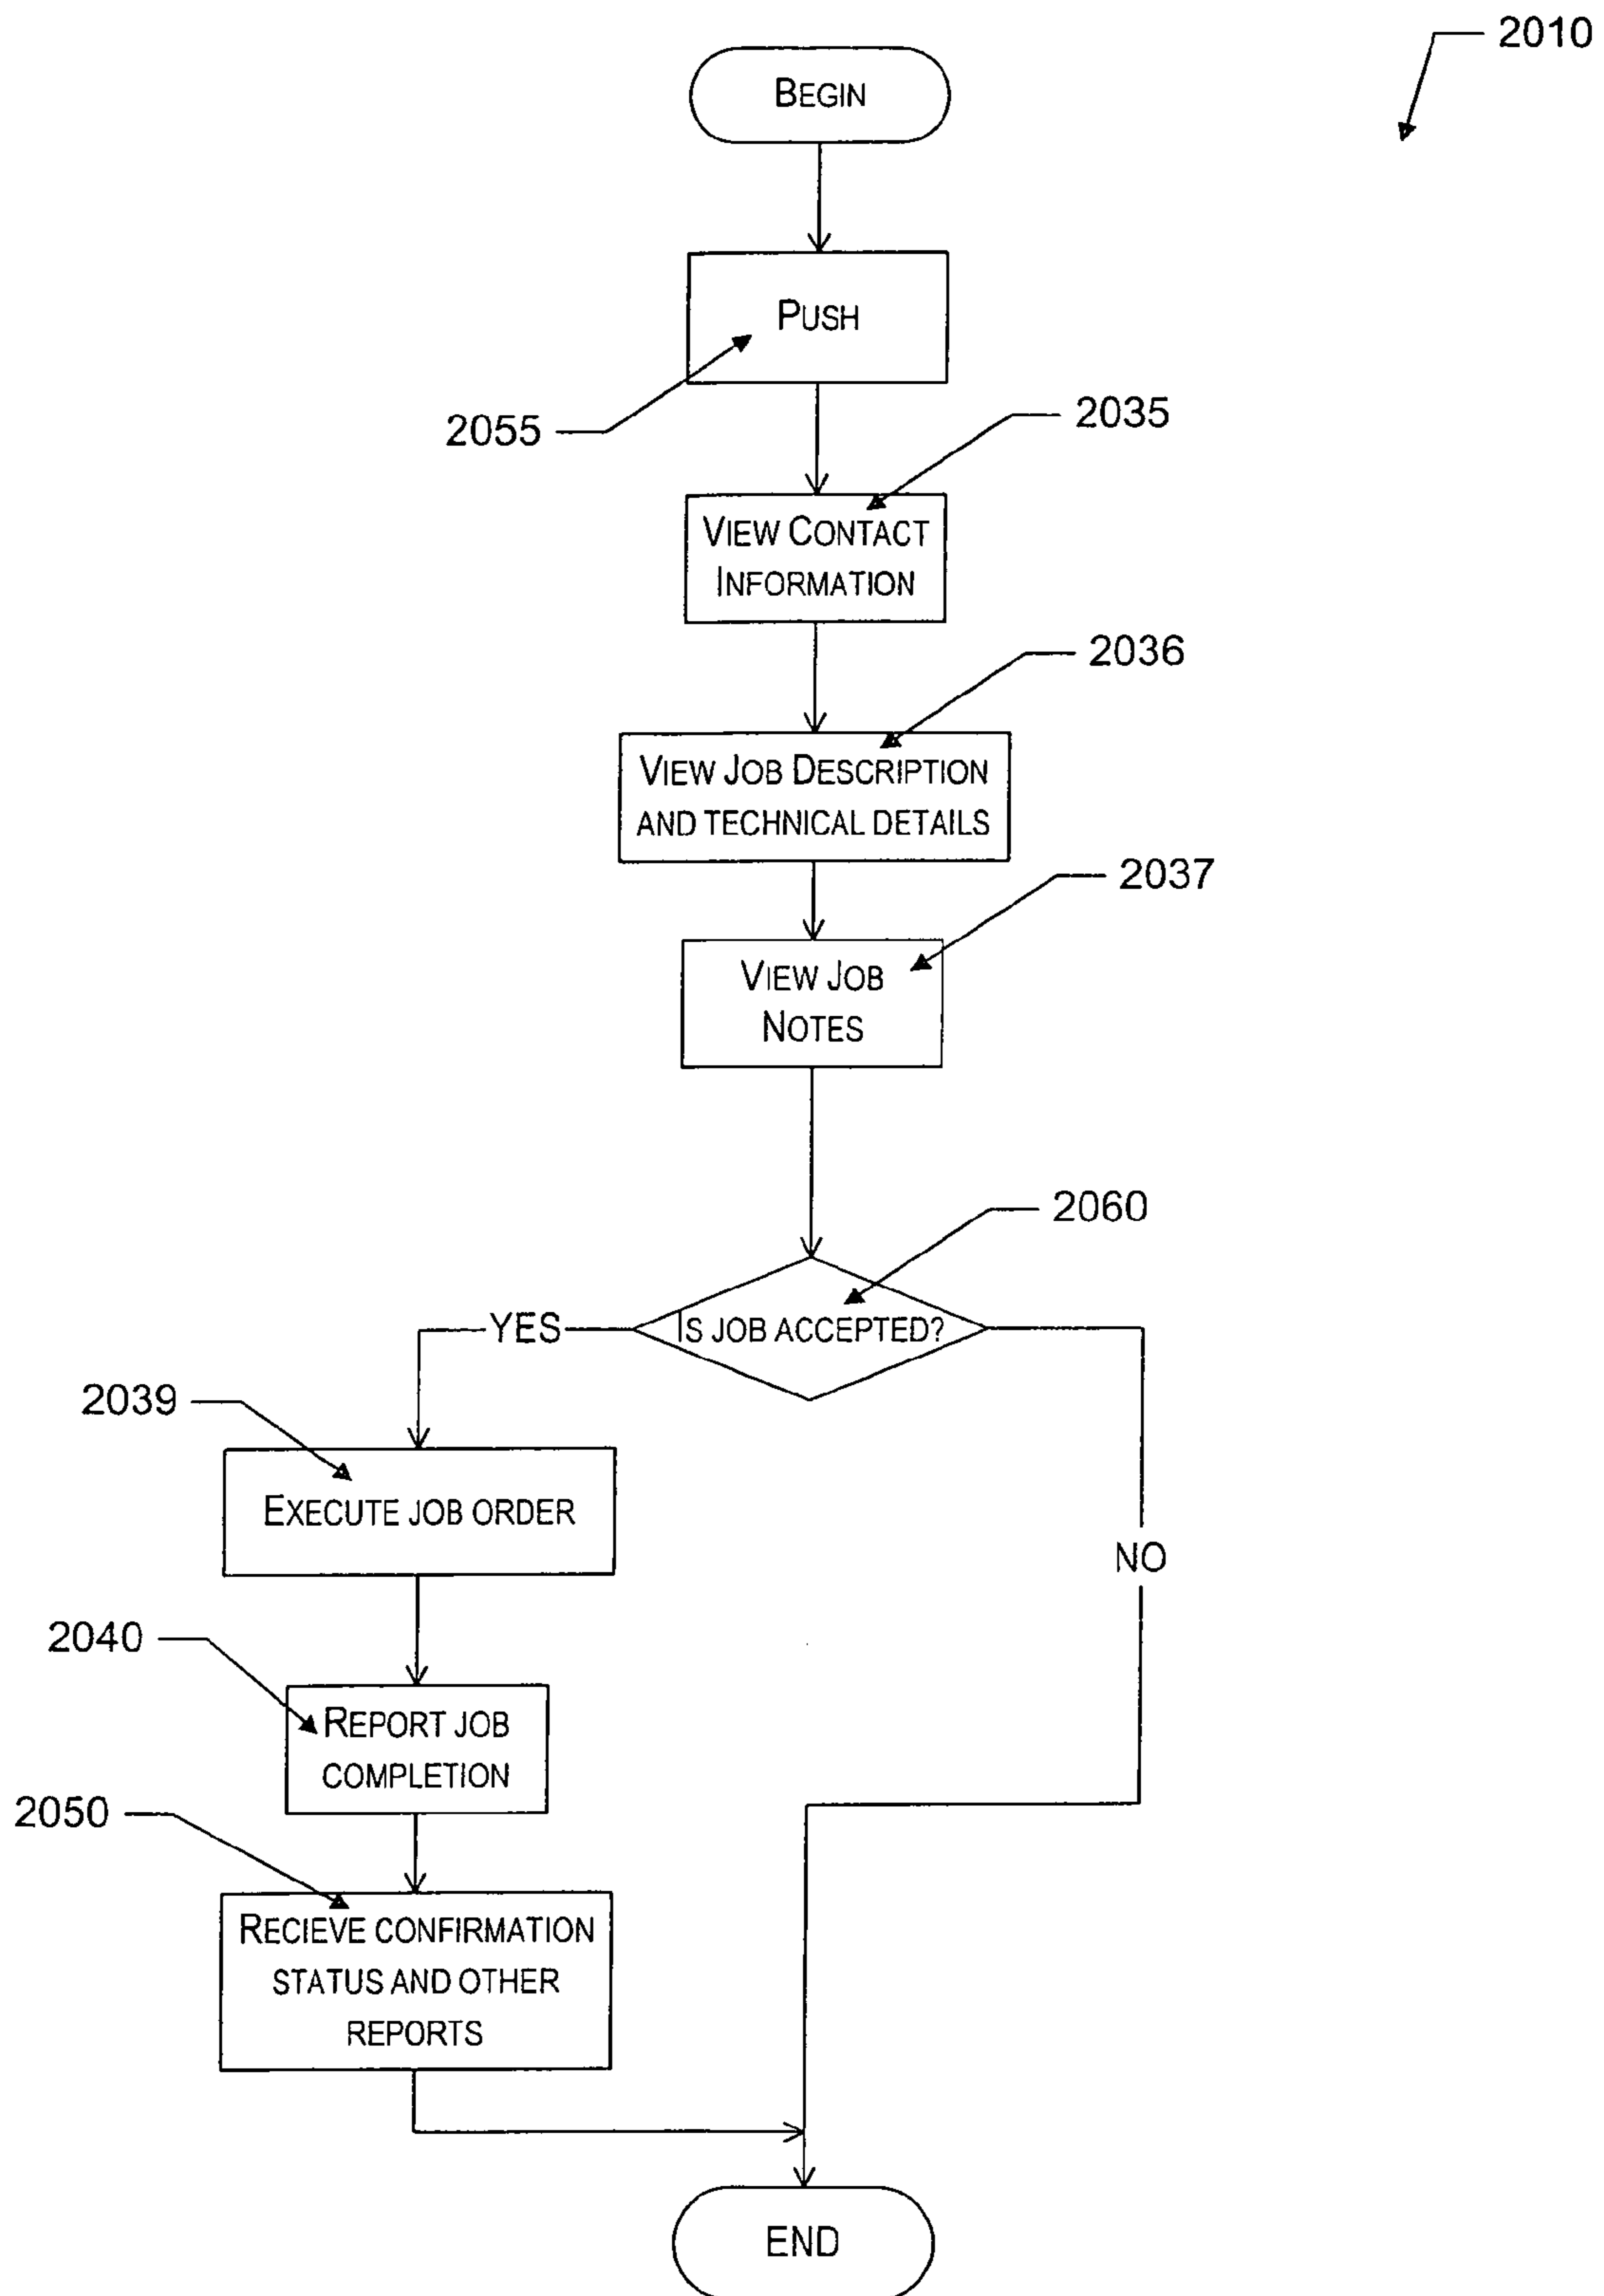 2010
BEGIN
PUSH
2055
2035
VIEW CONTACT
INFORMATION
2036
VIEW JOB DESCRIPTION
AND TECHNICAL DETAILS
2037
VIEW JOB
NOTES
2060
YES
IS JOB ACCEPTED?
2039
EXECUTE JOB ORDER
NO
2040
REPORT JOB
COMPLETION
2050
RECIEVE CONFIRMATION
STATUS AND OTHER
REPORTS
END